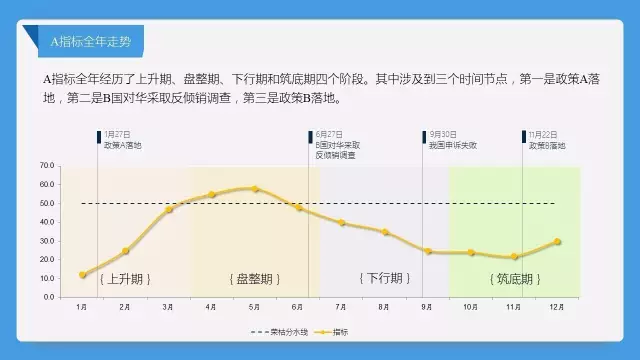 A指标全年走势
A指标全年经历了上升期、盘整期、下行期和筑底期四个阶段。其中涉及到三个时间节点，第一是政策A落
地，第二是B国对华采取反倾销调查，第三是政策B落地。
1月27日
政策A落地
6月27日
B国对华采取
反倾销调查
9月30日
我国申诉失败
11月22日
政策B落地
70.0
60.0
50.0
40.0
30.0
20.0
10.0
0.0
{ 上升期 }
{ 盘整期 }
{ 下行期 }
{ 筑底期 }
1月 2月 3月 4月 5月 6月 7月 8月 9月 10月 11月 12月
荣枯分水线 指标